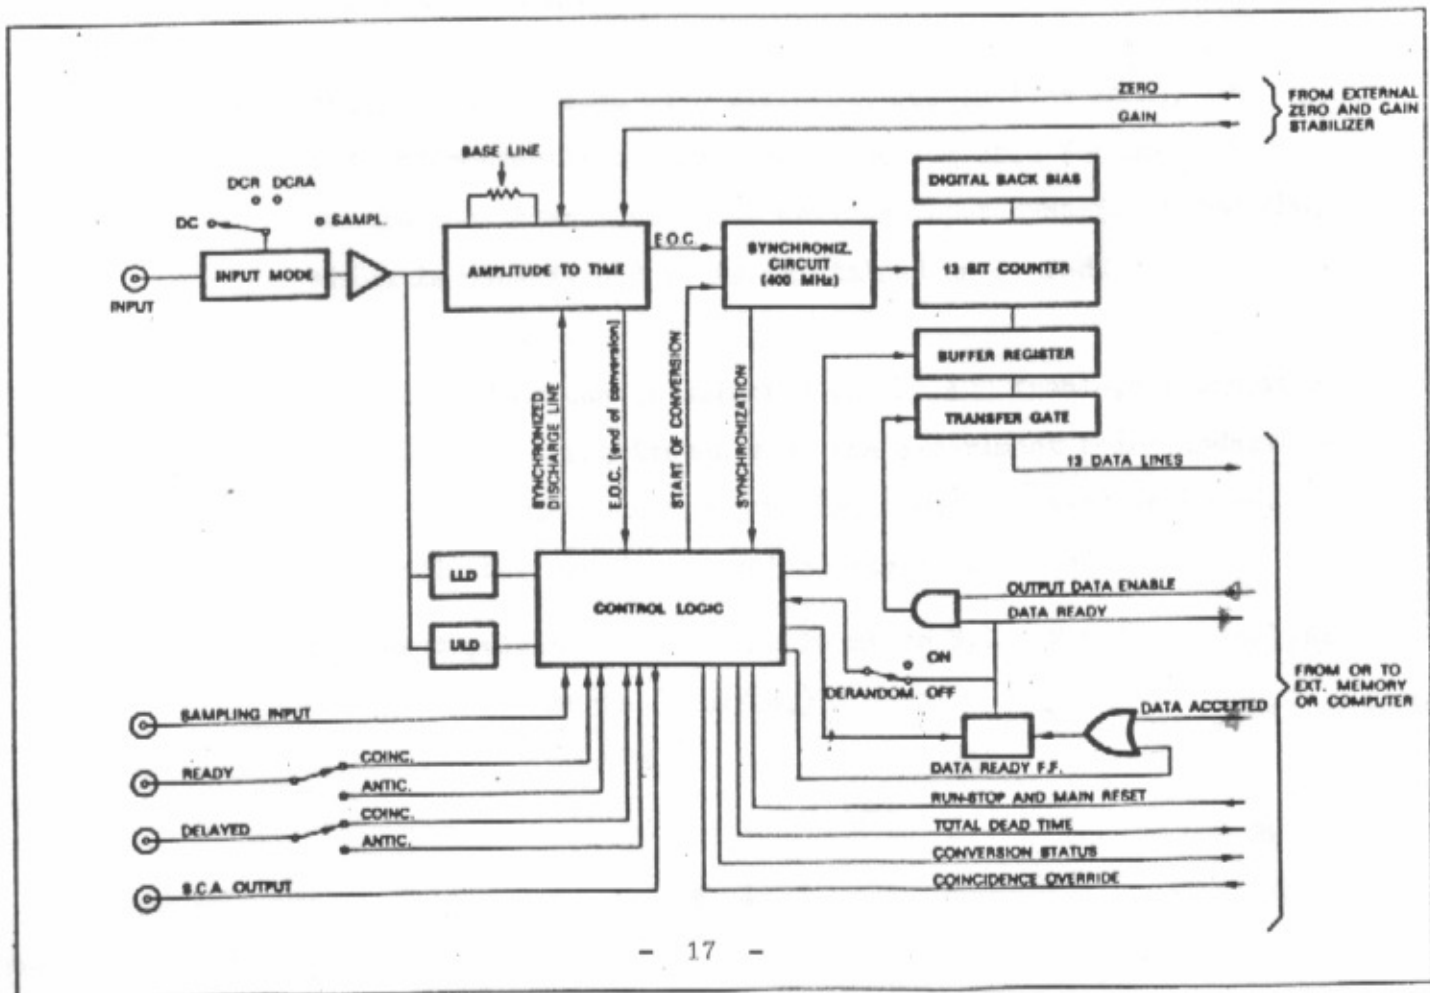 ZERO
GAIN
FROM EXTERNAL
ZERO AND GAIN
STABILIZER
BASE LINE
DCR DCRA
DC
SAMPL.
INPUT MODE
INPUT
AMPLITUDE TO TIME
E.O.C.
SYNCHRONIZ.
CIRCUIT
(400 MHz)
DIGITAL BACK BIAS
13 BIT COUNTER
BUFFER REGISTER
TRANSFER GATE
13 DATA LINES
SYNCHRONIZED
DISCHARGE LINE
E.O.C. (end of conversion)
START OF CONVERSION
SYNCHRONIZATION
LLD
ULD
CONTROL LOGIC
OUTPUT DATA ENABLE
DATA READY
ON
DERANDOM. OFF
DATA ACCEPTED
DATA READY F.F.
FROM OR TO
EXT. MEMORY
OR COMPUTER
SAMPLING INPUT
READY
COINC.
ANTIC.
DELAYED
COINC.
ANTIC.
S.C.A. OUTPUT
RUN-STOP AND MAIN RESET
TOTAL DEAD TIME
CONVERSION STATUS
COINCIDENCE OVERRIDE
- 17 -